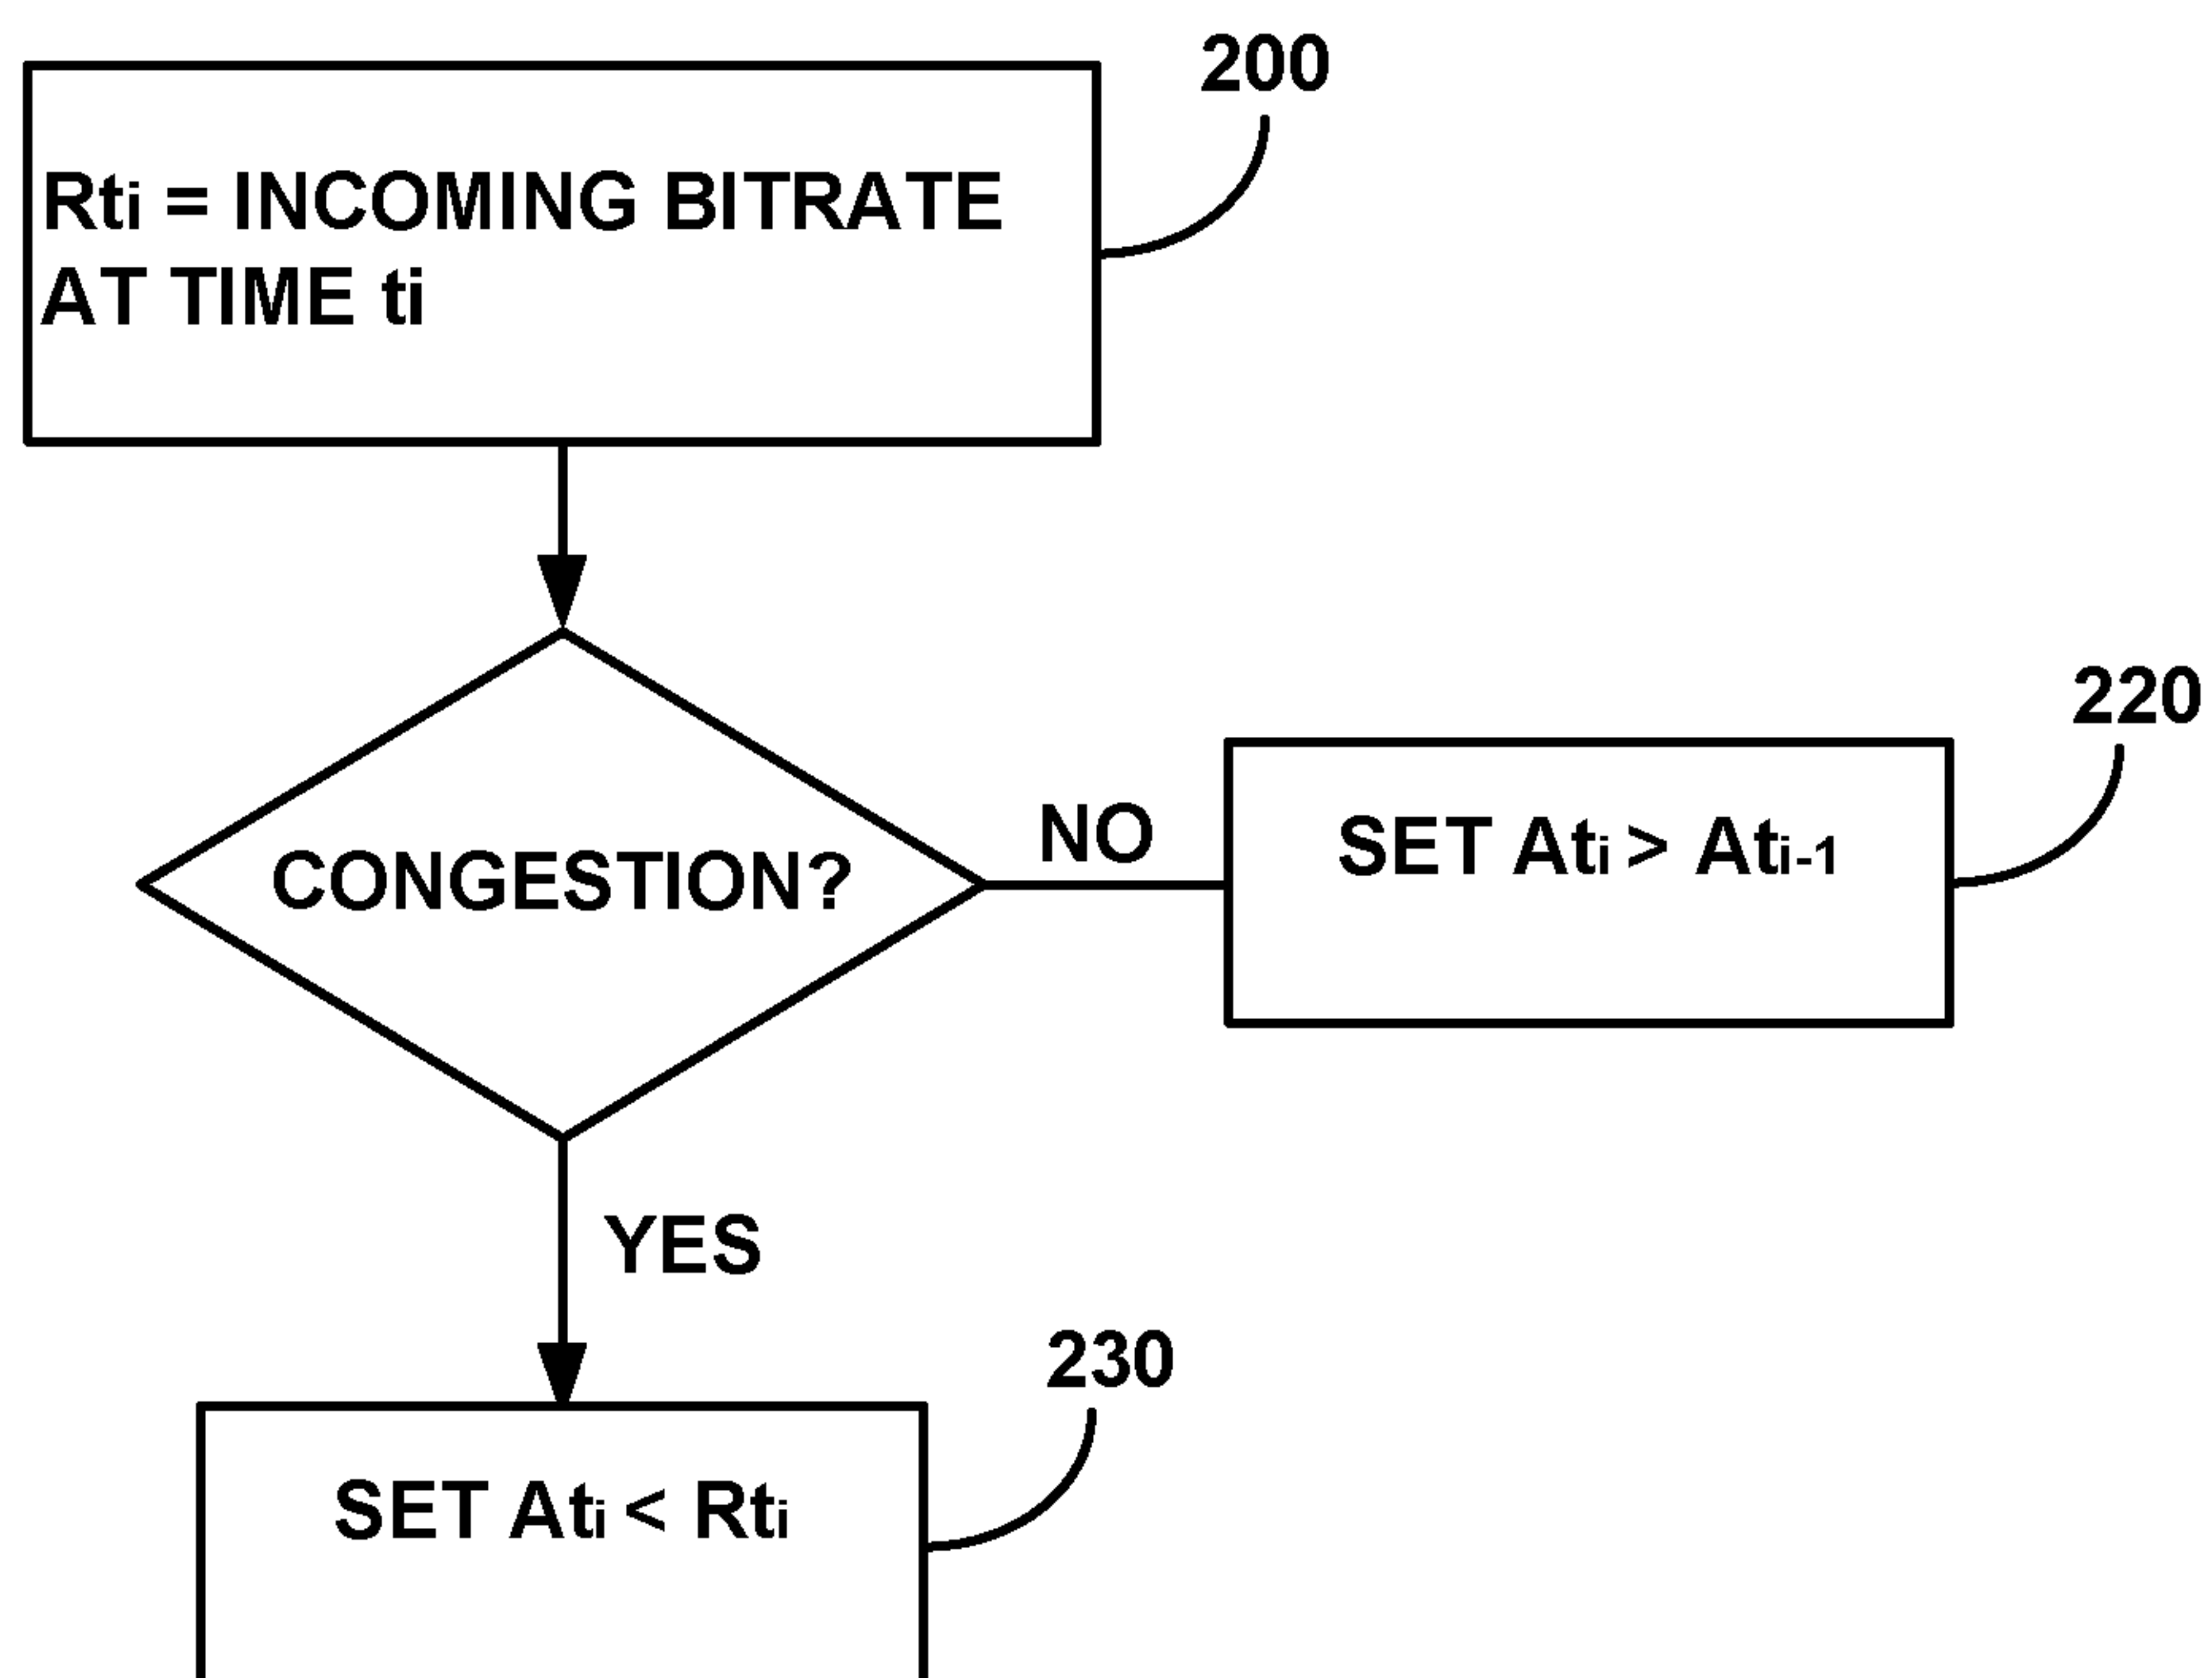 200
Rti = INCOMING BITRATE
AT TIME ti
220
CONGESTION?
NO
SET Ati > Ati-1
YES
230
SET Ati < Rti